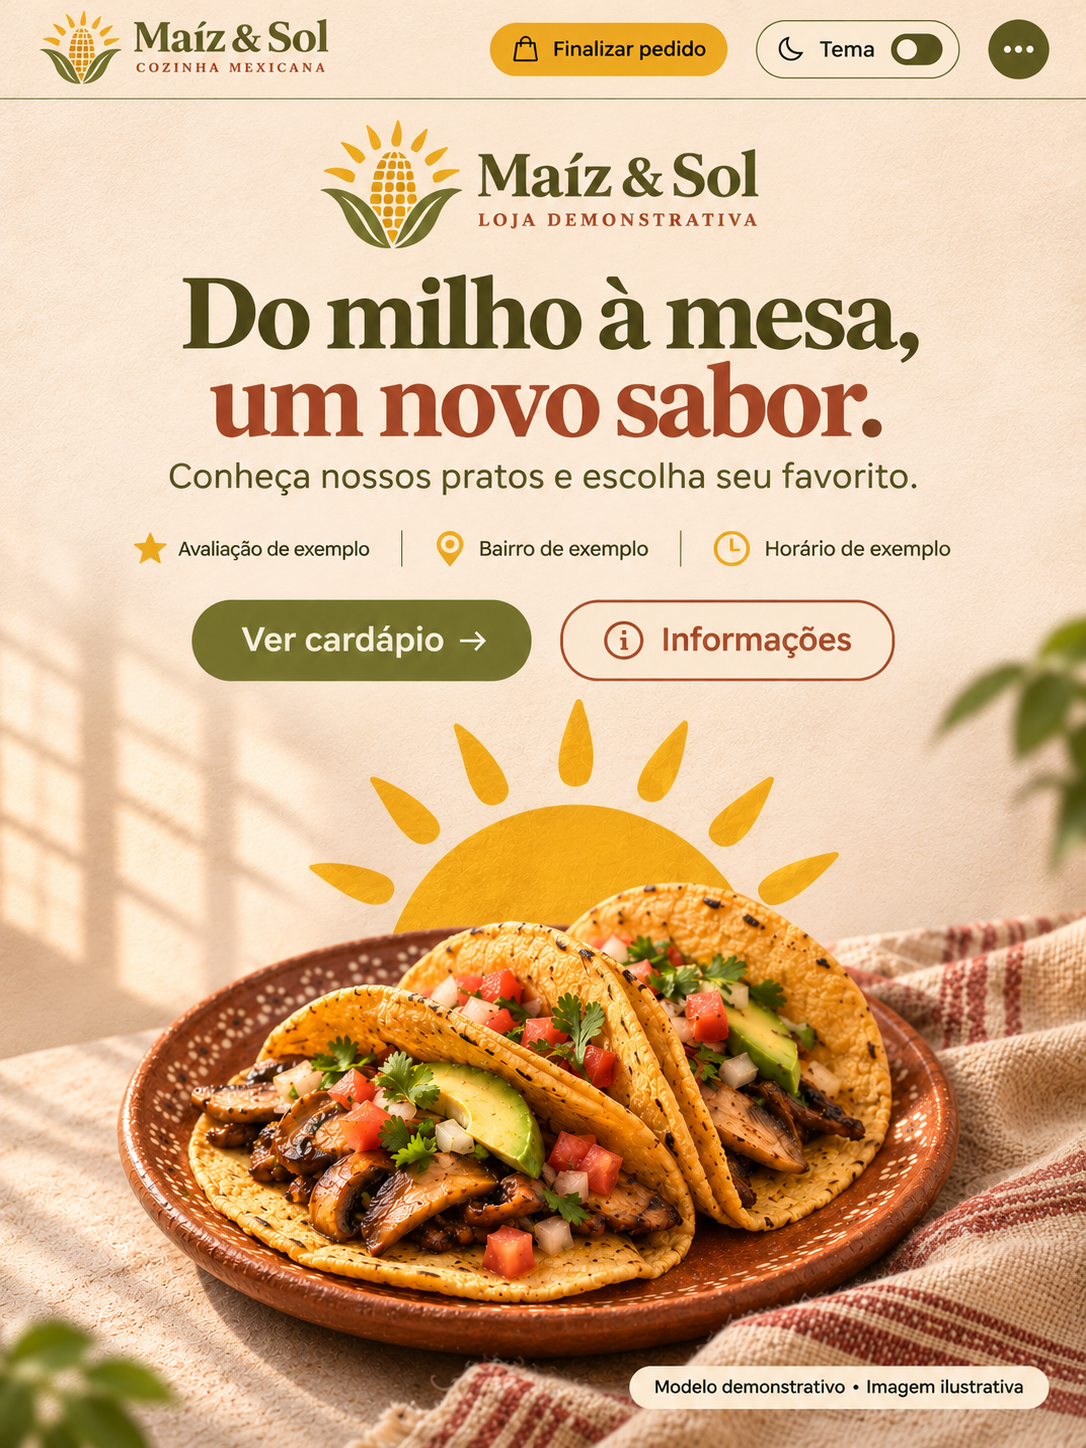 Maíz & Sol
COZINHA MEXICANA
Finalizar pedido
Tema
Maíz & Sol
LOJA DEMONSTRATIVA
Do milho à mesa,
um novo sabor.
Conheça nossos pratos e escolha seu favorito.
Avaliação de exemplo
Bairro de exemplo
Horário de exemplo
Ver cardápio →
Informações
Modelo demonstrativo • Imagem ilustrativa